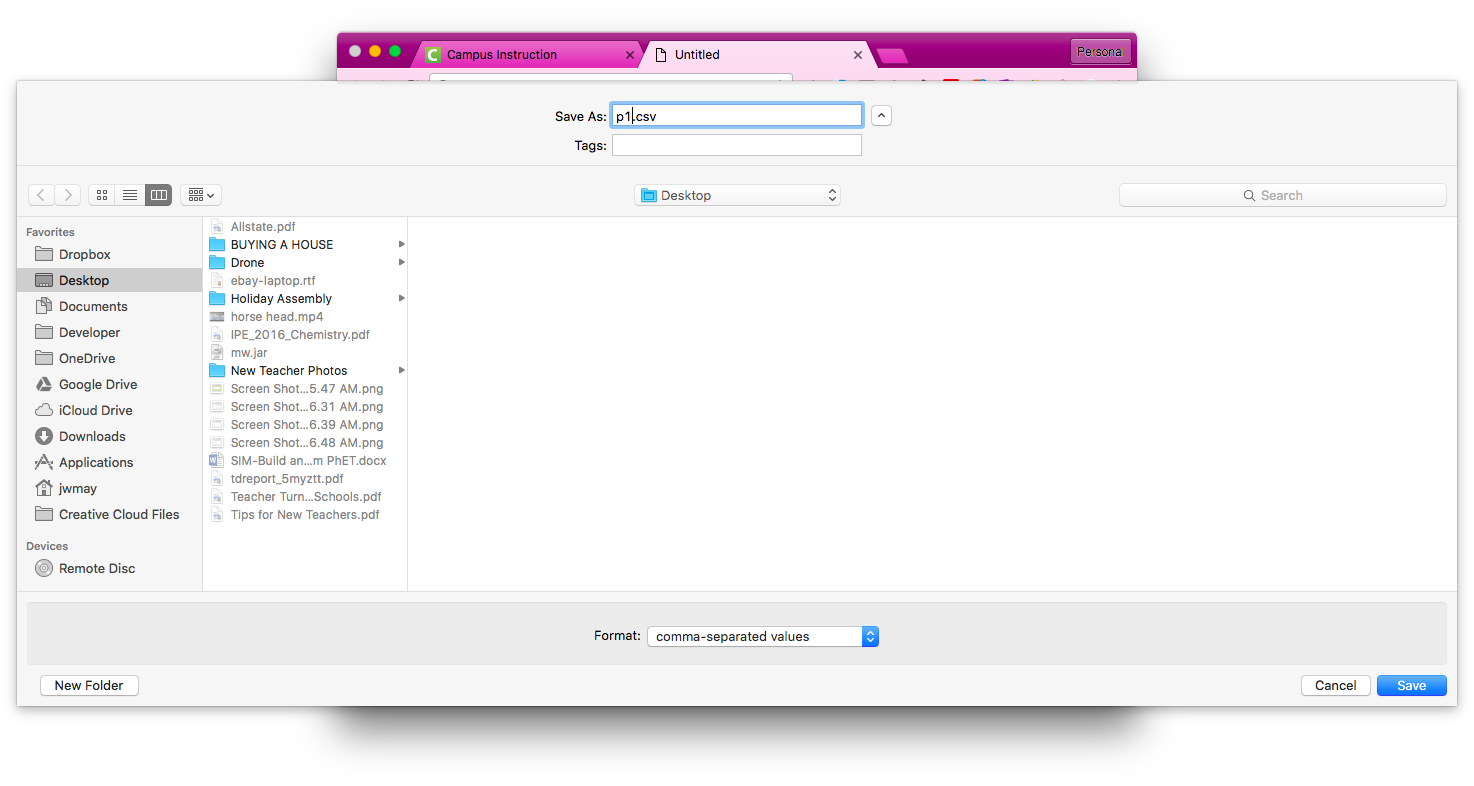 Campus Instruction
Untitled
Personal
Save As: p1.csv
Tags:
Desktop
Search
Favorites
Dropbox
Desktop
Documents
Developer
OneDrive
Google Drive
iCloud Drive
Downloads
Applications
jwmay
Creative Cloud Files
Devices
Remote Disc
Allstate.pdf
BUYING A HOUSE
Drone
ebay-laptop.rtf
Holiday Assembly
horse head.mp4
IPE_2016_Chemistry.pdf
mw.jar
New Teacher Photos
Screen Shot...5.47 AM.png
Screen Shot...6.31 AM.png
Screen Shot...6.39 AM.png
Screen Shot...6.48 AM.png
SIM-Build an...m PhET.docx
tdreport_5myztt.pdf
Teacher Turn...Schools.pdf
Tips for New Teachers.pdf
Format: comma-separated values
New Folder
Cancel
Save